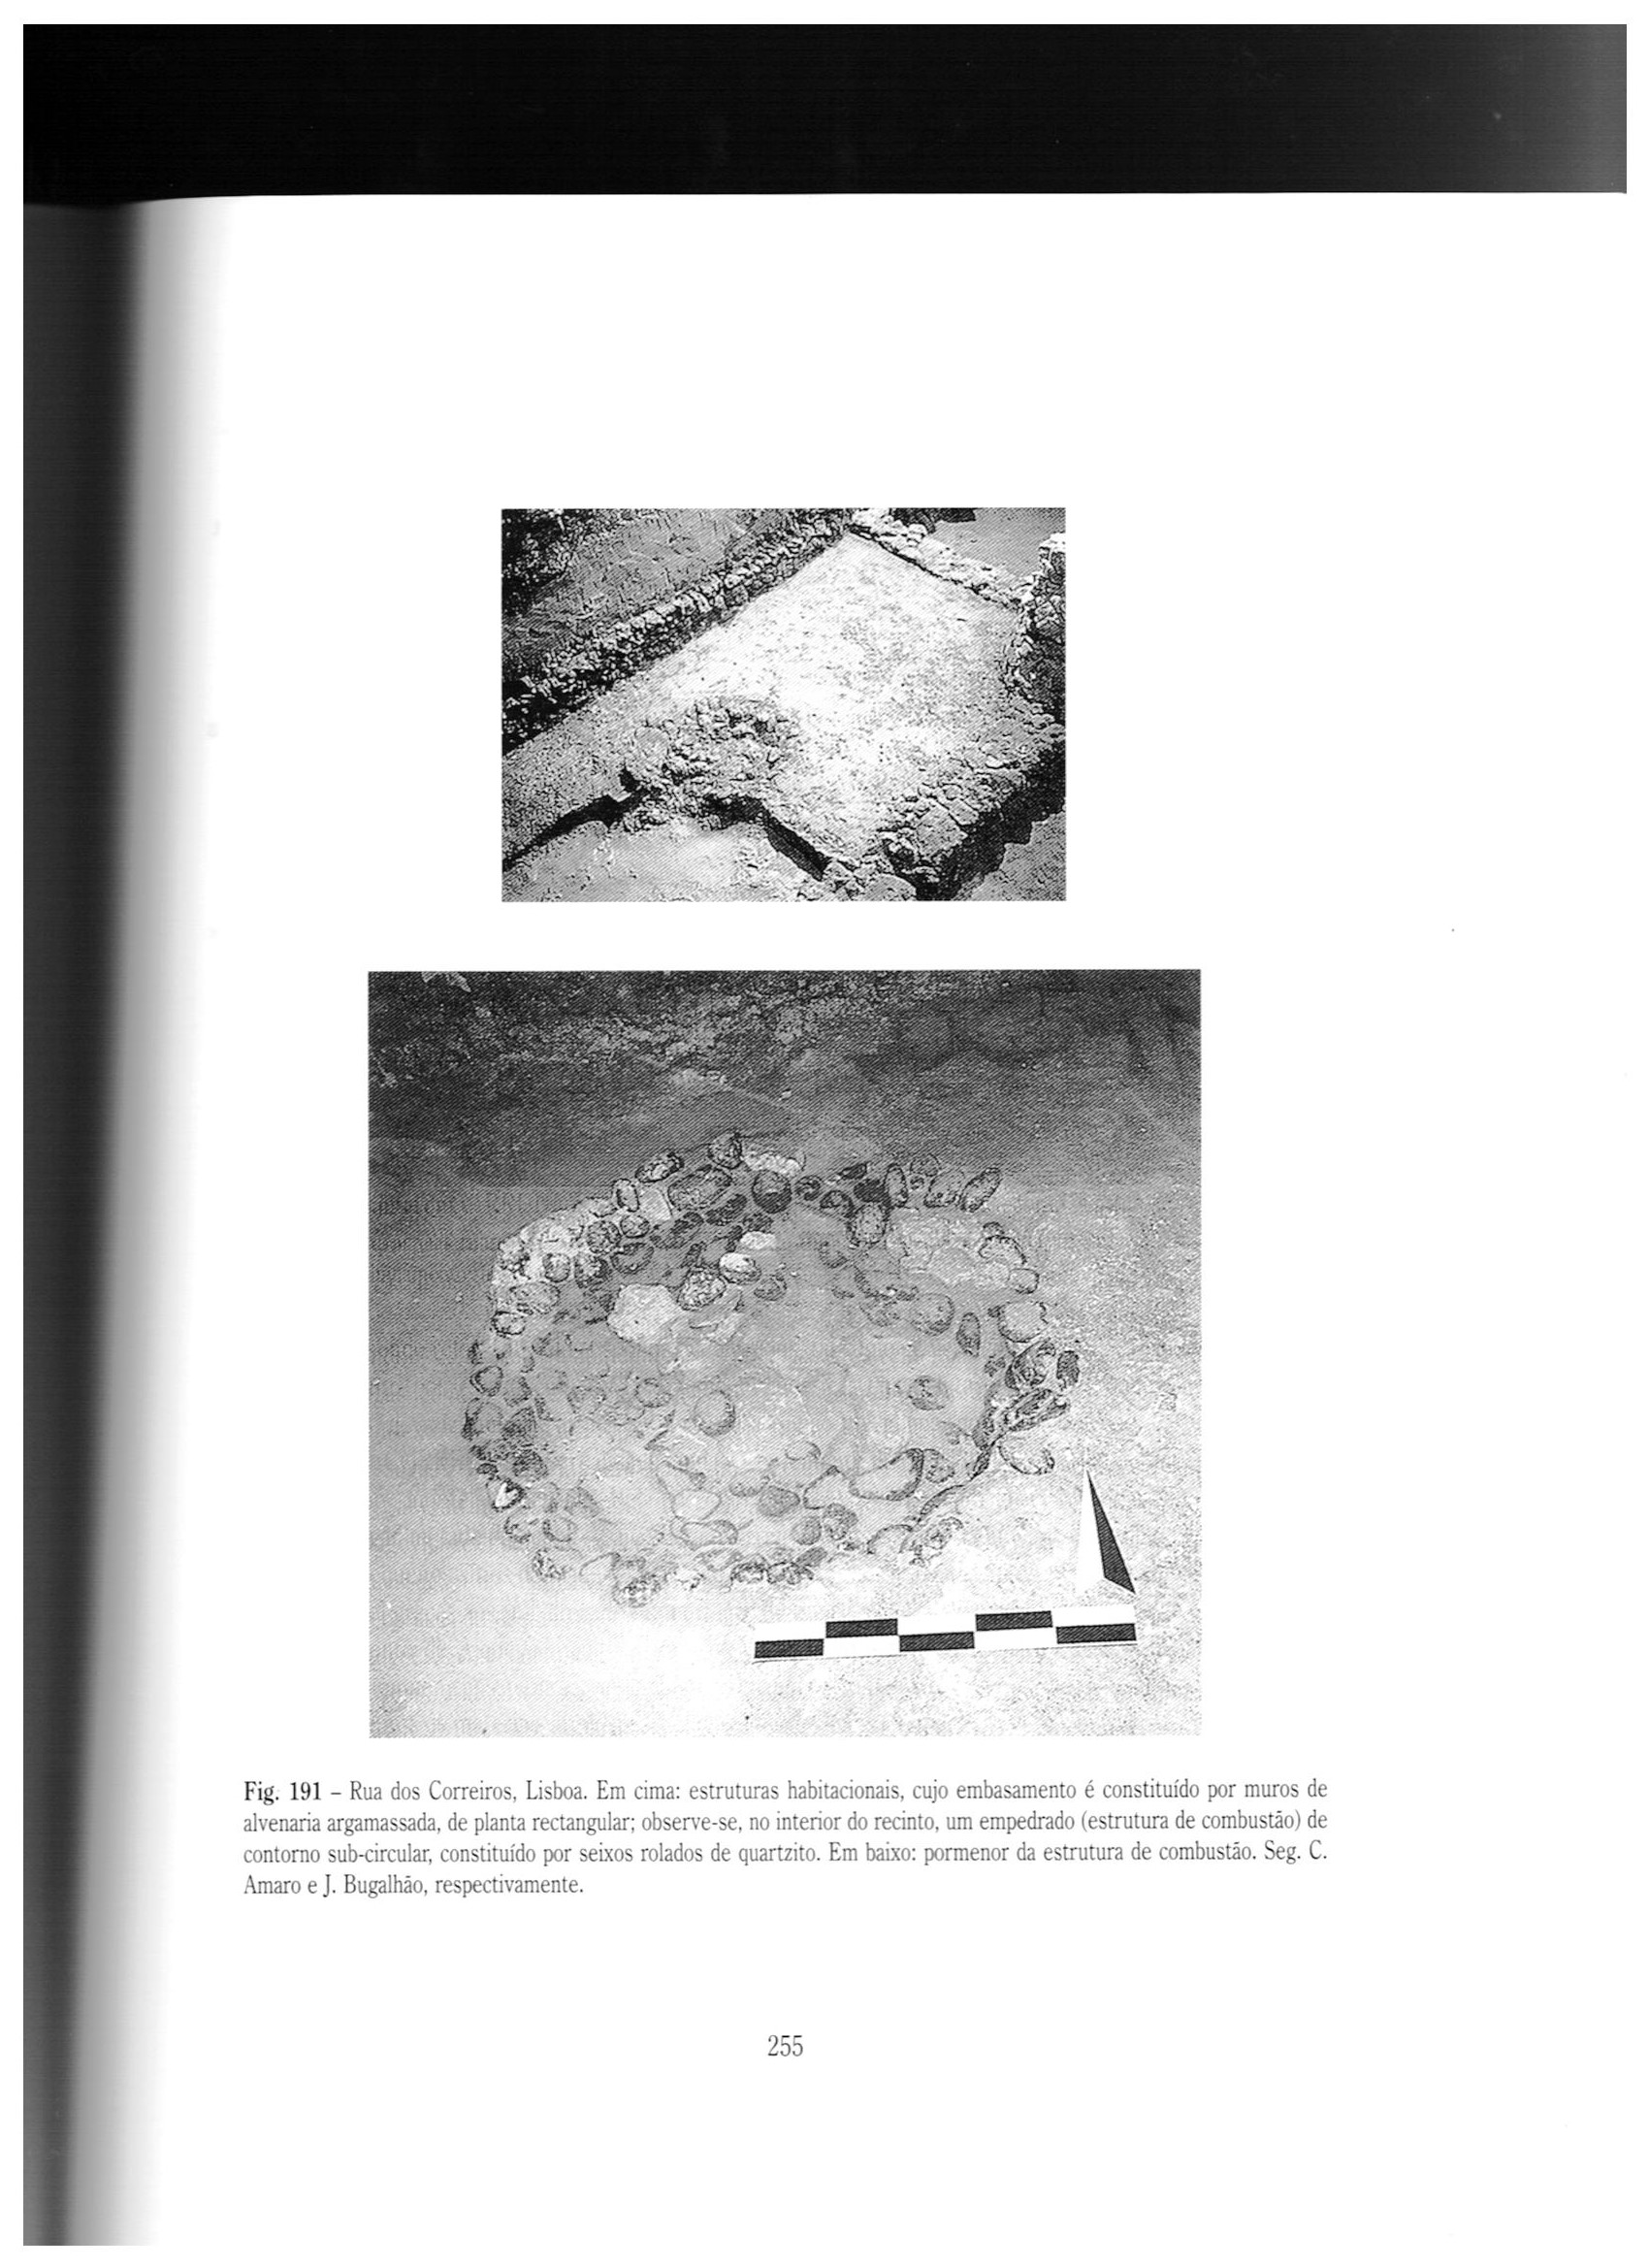 Fig. 191 – Rua dos Correiros, Lisboa. Em cima: estruturas habitacionais, cujo embasamento é constituído por muros de
alvenaria argamassada, de planta rectangular; observe-se, no interior do recinto, um empedrado (estrutura de combustão) de
contorno sub-circular, constituído por seixos rolados de quartzito. Em baixo: pormenor da estrutura de combustão. Seg. C.
Amaro e J. Bugalhão, respectivamente.
255